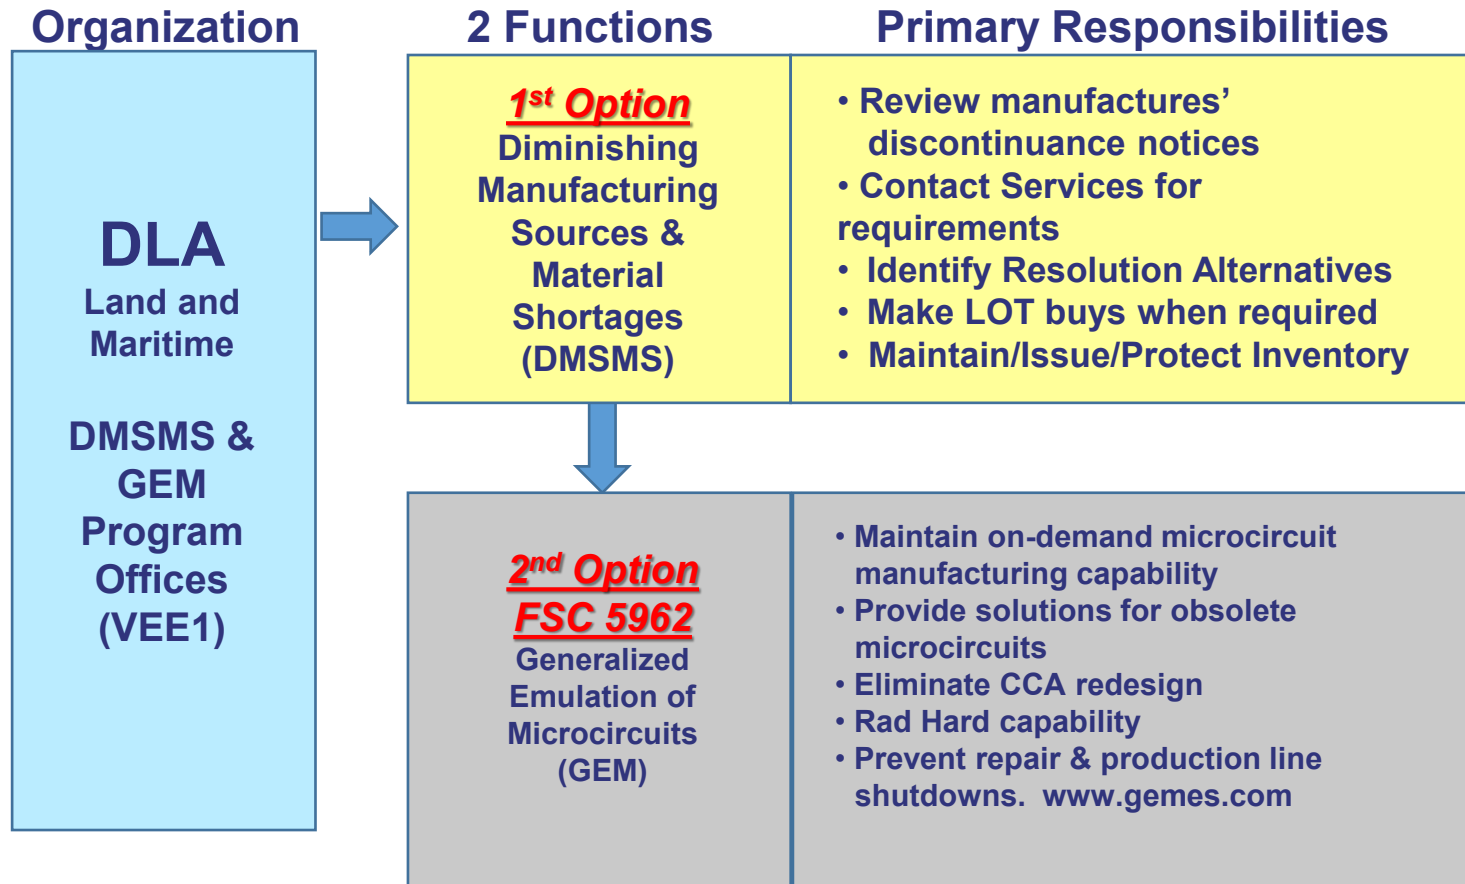 Organization
2 Functions
Primary Responsibilities
DLA
Land and
Maritime
DMSMS &
GEM
Program
Offices
(VEE1)
1st Option
Diminishing
Manufacturing
Sources &
Material
Shortages
(DMSMS)
• Review manufactures’
discontinuance notices
• Contact Services for
requirements
• Identify Resolution Alternatives
• Make LOT buys when required
• Maintain/Issue/Protect Inventory
2nd Option
FSC 5962
Generalized
Emulation of
Microcircuits
(GEM)
• Maintain on-demand microcircuit
manufacturing capability
• Provide solutions for obsolete
microcircuits
• Eliminate CCA redesign
• Rad Hard capability
• Prevent repair & production line
shutdowns. www.gemes.com